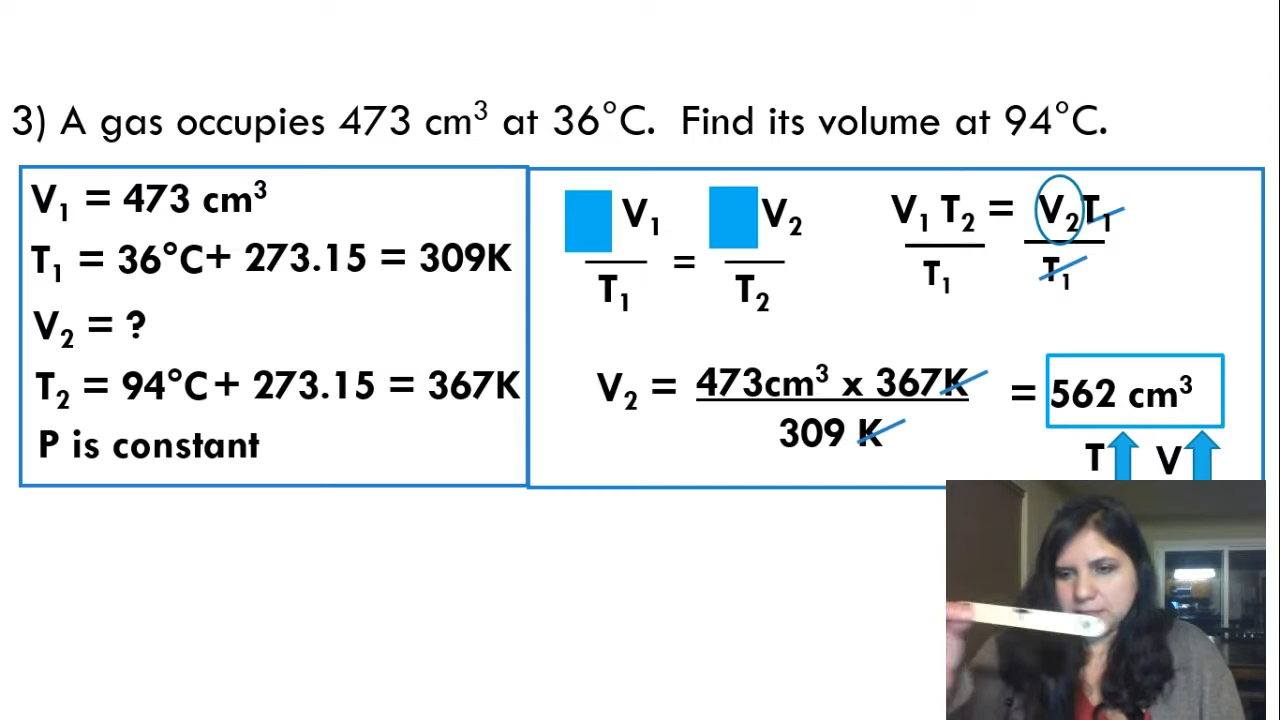 3) A gas occupies 473 cm³ at 36°C. Find its volume at 94°C.
V₁ = 473 cm³
T₁ = 36°C+ 273.15 = 309K
V₂ = ?
T₂ = 94°C+ 273.15 = 367K
P is constant
V₁ = V₂
T₁ T₂
V₁ T₂ = V₂T₁
T₁ T₁
V₂ = 473cm³ x 367K = 562 cm³
309 K
T V